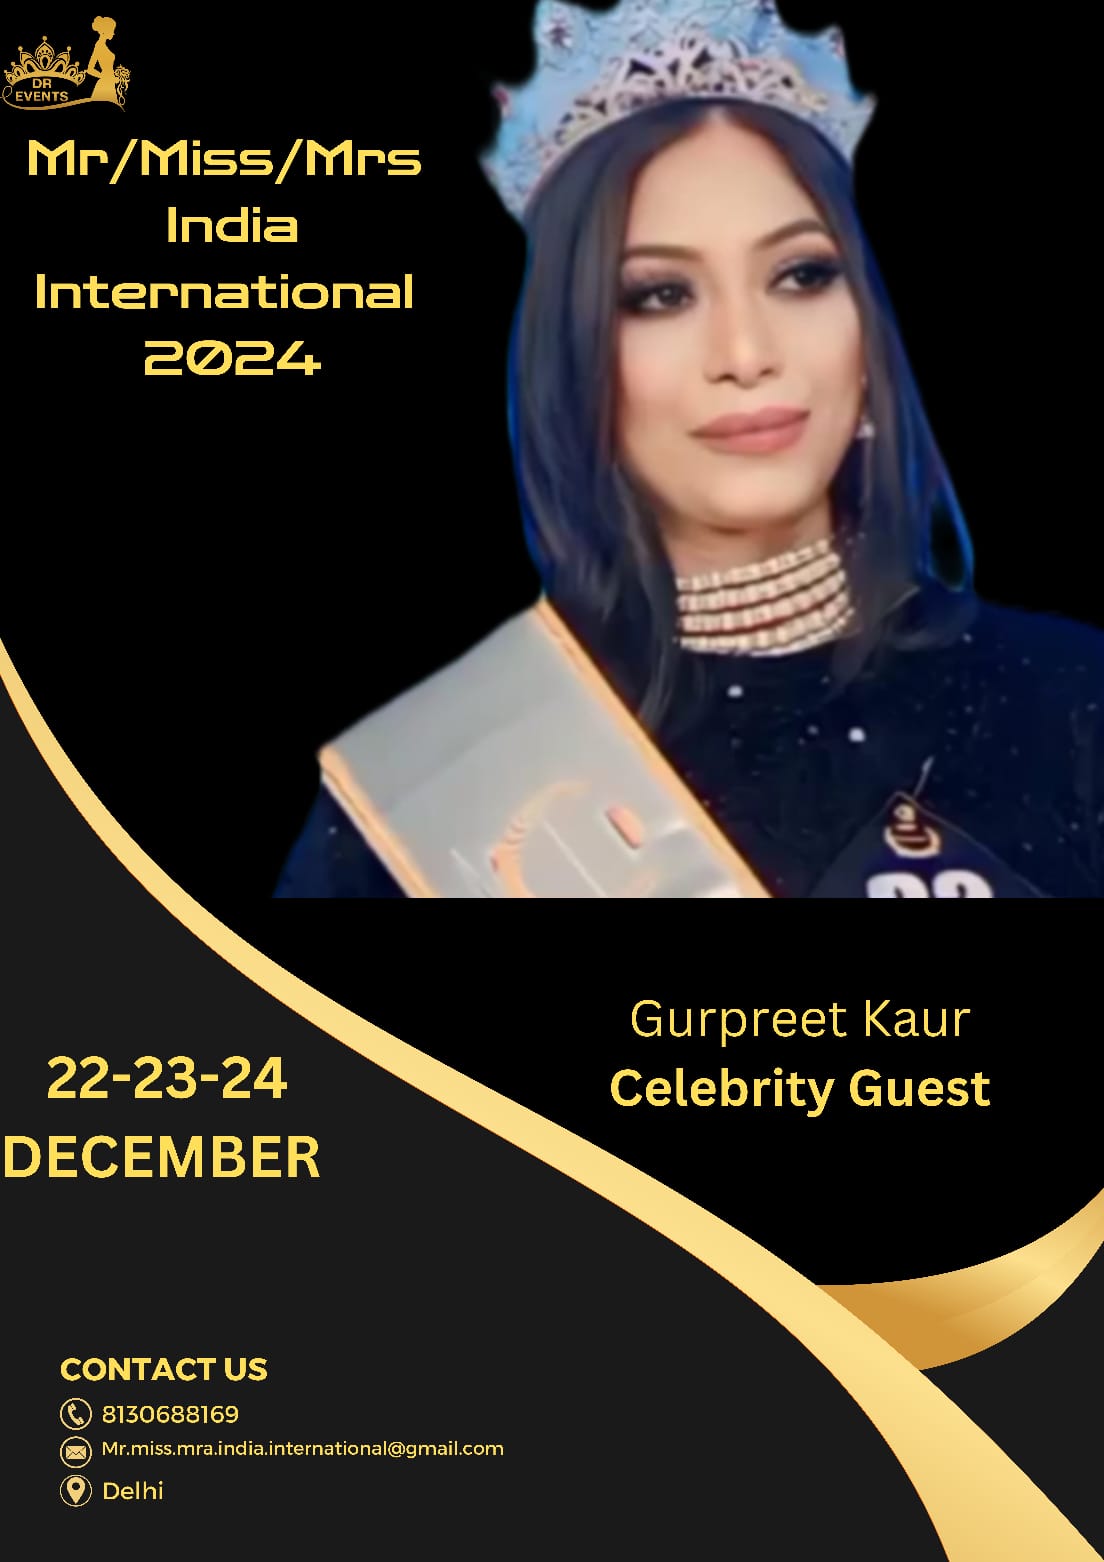 DR
EVENTS
Mr/Miss/Mrs
India
International
2024
Gurpreet Kaur
Celebrity Guest
22-23-24
DECEMBER
CONTACT US
8130688169
Mr.miss.mra.india.international@gmail.com
Delhi